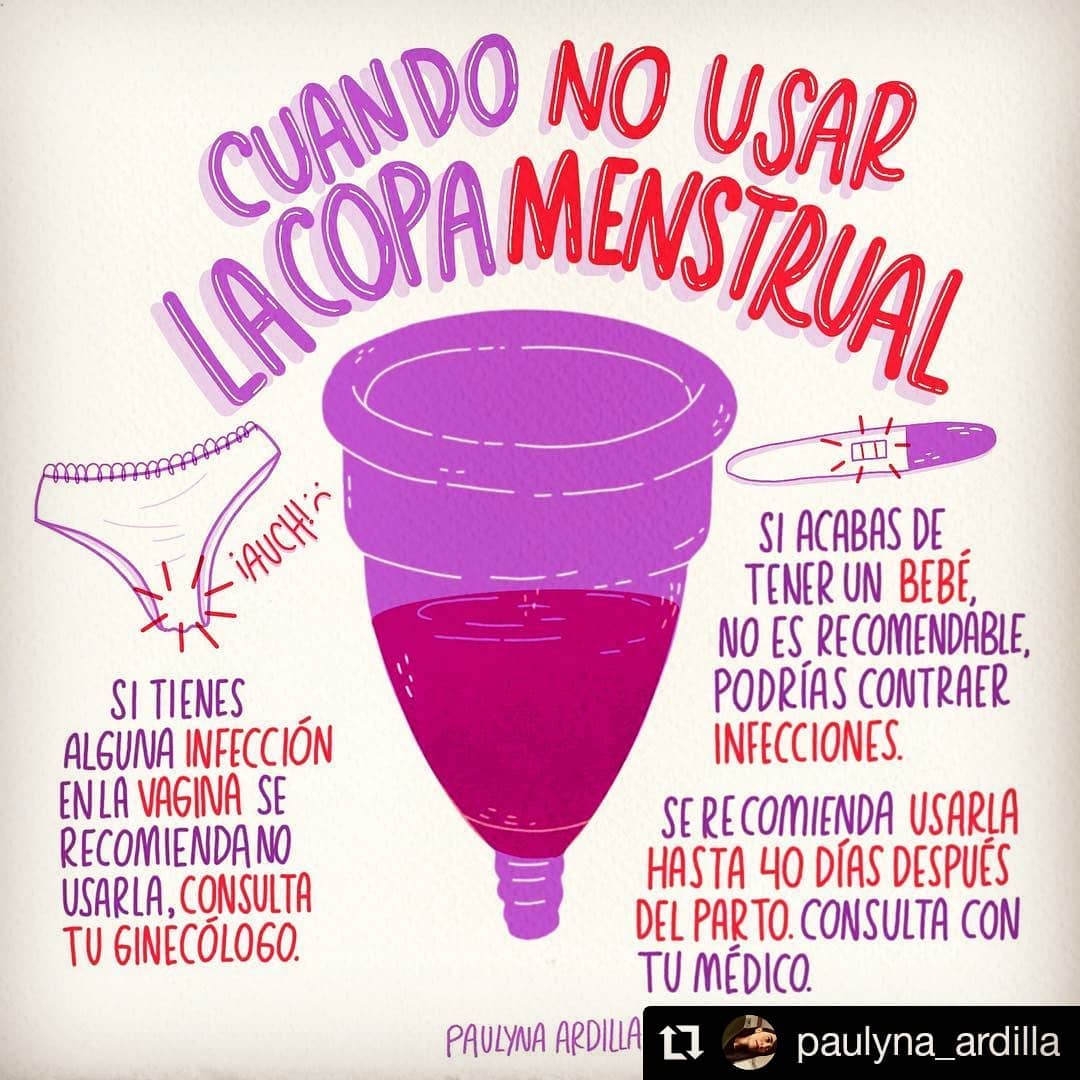 CUANDO NO USAR
LA COPA MENSTRUAL
¡AUCH! :(
SI TIENES
ALGUNA INFECCIÓN
EN LA VAGINA SE
RECOMIENDA NO
USARLA, CONSULTA
TU GINECÓLOGO.
SI ACABAS DE
TENER UN BEBÉ,
NO ES RECOMENDABLE,
PODRÍAS CONTRAER
INFECCIONES.
SE RECOMIENDA USARLA
HASTA 40 DÍAS DESPUÉS
DEL PARTO. CONSULTA CON
TU MÉDICO.
PAULYNA ARDILLA
paulyna_ardilla